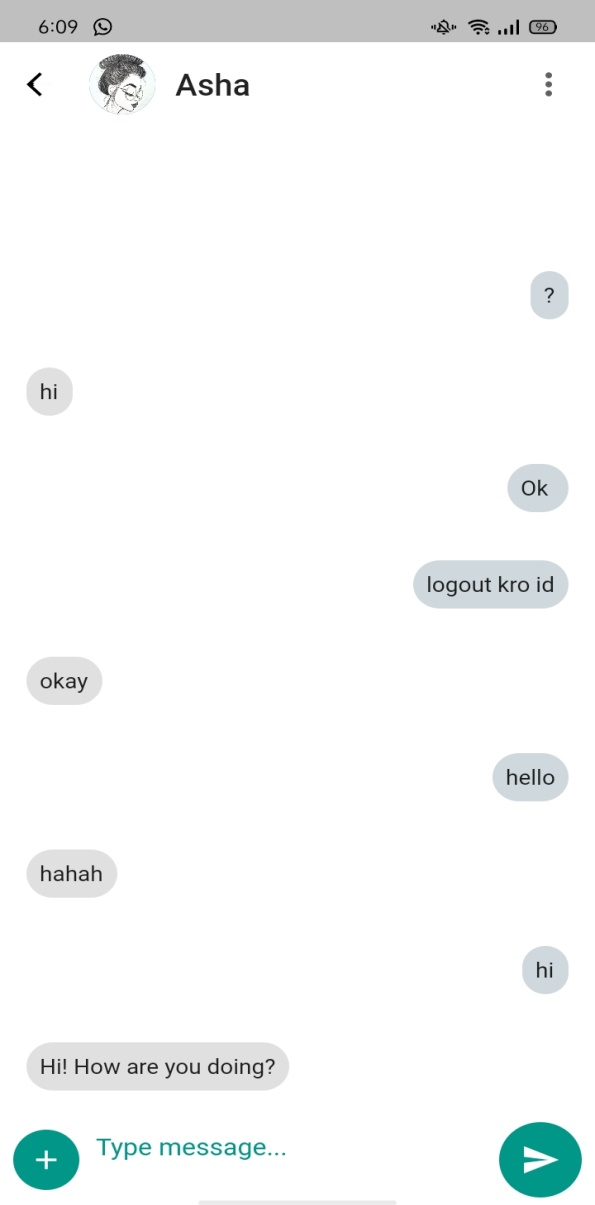 6:09
96
Asha
?
hi
Ok
logout kro id
okay
hello
hahah
hi
Hi! How are you doing?
Type message...